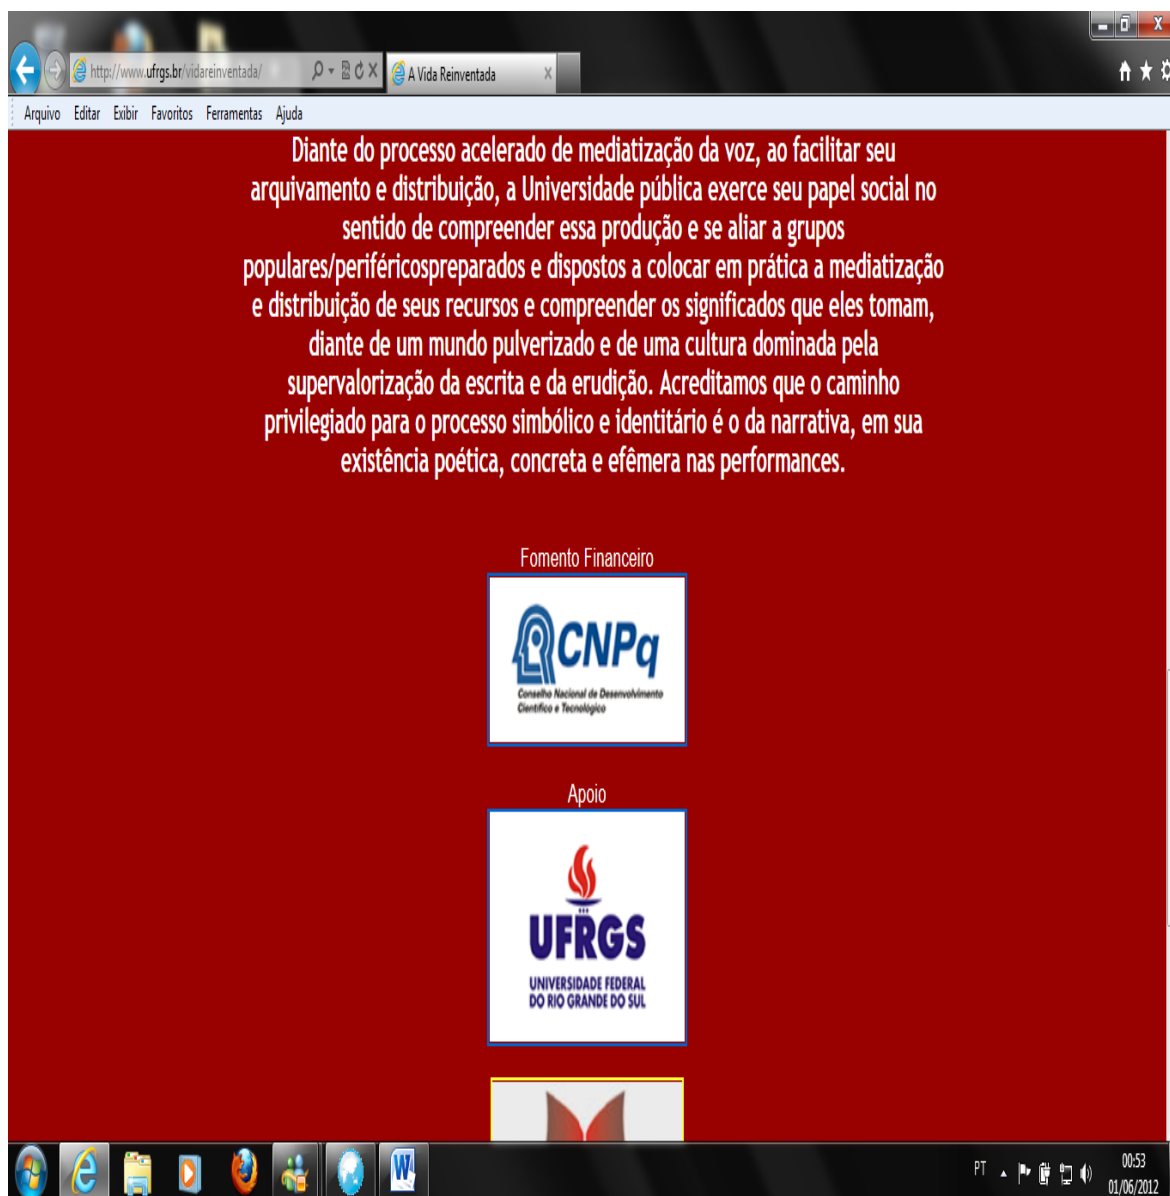 http://www.ufrgs.br/vidareinventada/
A Vida Reinventada
Arquivo Editar Exibir Favoritos Ferramentas Ajuda
Diante do processo acelerado de mediatização da voz, ao facilitar seu
arquivamento e distribuição, a Universidade pública exerce seu papel social no
sentido de compreender essa produção e se aliar a grupos
populares/periféricospreparados e dispostos a colocar em prática a mediatização
e distribuição de seus recursos e compreender os significados que eles tomam,
diante de um mundo pulverizado e de uma cultura dominada pela
supervalorização da escrita e da erudição. Acreditamos que o caminho
privilegiado para o processo simbólico e identitário é o da narrativa, em sua
existência poética, concreta e efêmera nas performances.
Fomento Financeiro
CNPq
Conselho Nacional de Desenvolvimento
Científico e Tecnológico
Apoio
UFRGS
UNIVERSIDADE FEDERAL
DO RIO GRANDE DO SUL
PT
00:53
01/06/2012